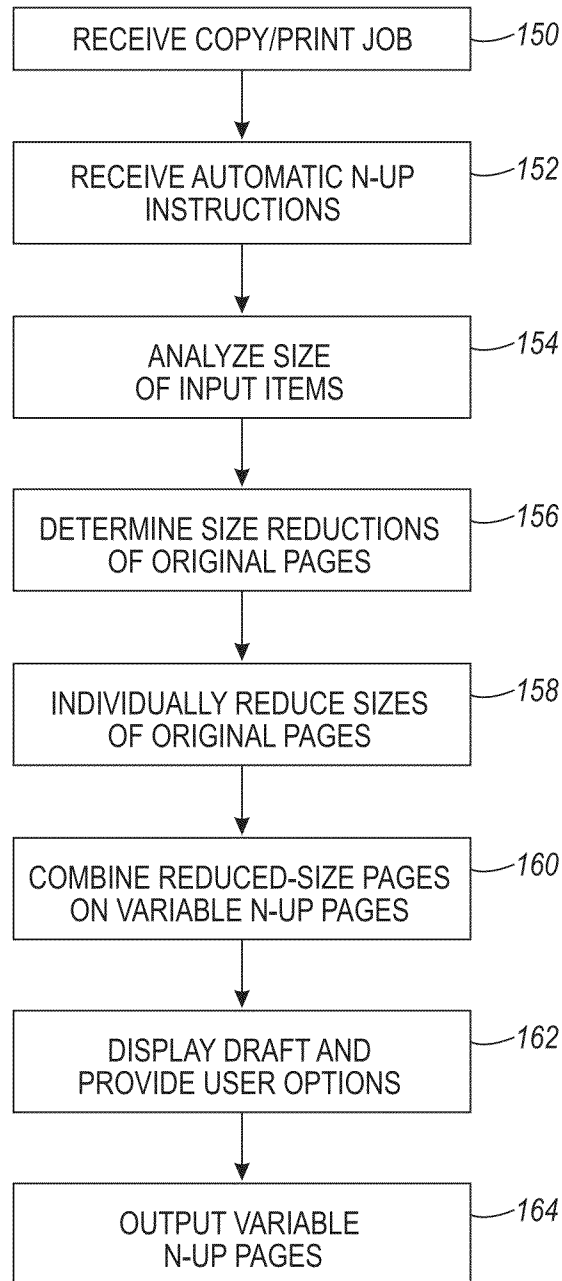 RECEIVE COPY/PRINT JOB
150
RECEIVE AUTOMATIC N-UP
INSTRUCTIONS
152
ANALYZE SIZE
OF INPUT ITEMS
154
DETERMINE SIZE REDUCTIONS
OF ORIGINAL PAGES
156
INDIVIDUALLY REDUCE SIZES
OF ORIGINAL PAGES
158
COMBINE REDUCED-SIZE PAGES
ON VARIABLE N-UP PAGES
160
DISPLAY DRAFT AND
PROVIDE USER OPTIONS
162
OUTPUT VARIABLE
N-UP PAGES
164